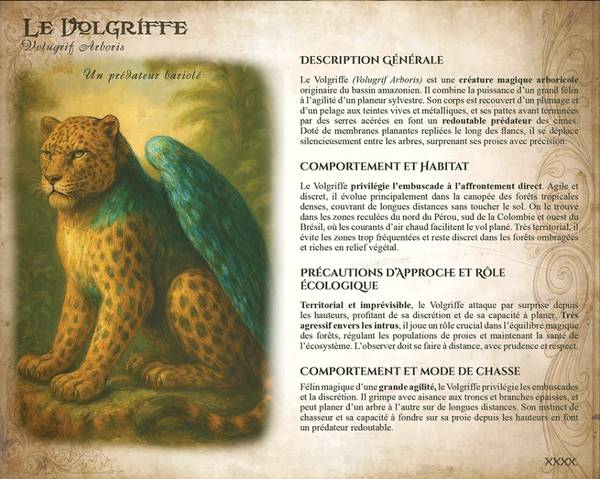 Le Volgriffe
Volugrif Arboris
Un prédateur bariolé
Description Générale
Le Volgriffe (Volugrif Arboris) est une créature magique arboricole
originaire du bassin amazonien. Il combine la puissance d'un grand félin
à l'agilité d'un planeur sylvestre. Son corps est recouvert d'un plumage et
d'un pelage aux teintes vives et métalliques, et ses pattes avant terminées
par des serres acérées en font un redoutable prédateur des cimes.
Doté de membranes planantes repliées le long des flancs, il se déplace
silencieusement entre les arbres, surprenant ses proies avec précision.
Comportement et Habitat
Le Volgriffe privilégie l'embuscade à l'affrontement direct. Agile et
discret, il évolue principalement dans la canopée des forêts tropicales
denses, couvrant de longues distances sans toucher le sol. On le trouve
dans les zones reculées du nord du Pérou, sud de la Colombie et ouest du
Brésil, où les courants d'air chaud facilitent le vol plané. Très territorial, il
évite les zones trop fréquentées et reste discret dans les forêts ombragées
et riches en relief végétal.
Précautions d'Approche et Rôle
Écologique
Territorial et imprévisible, le Volgriffe attaque par surprise depuis
les hauteurs, profitant de sa discrétion et de sa capacité à planer. Très
agressif envers les intrus, il joue un rôle crucial dans l'équilibre magique
des forêts, régulant les populations de proies et maintenant la santé de
l'écosystème. L'observer doit se faire à distance, avec prudence et respect.
Comportement et mode de chasse
Félin magique d'une grande agilité, le Volgriffe privilégie les embuscades
et la discrétion. Il grimpe avec aisance aux troncs et branches épaisses, et
peut planer d'un arbre à l'autre sur de longues distances. Son instinct de
chasseur et sa capacité à fondre sur sa proie depuis les hauteurs en font
un prédateur redoutable.
XXXX.